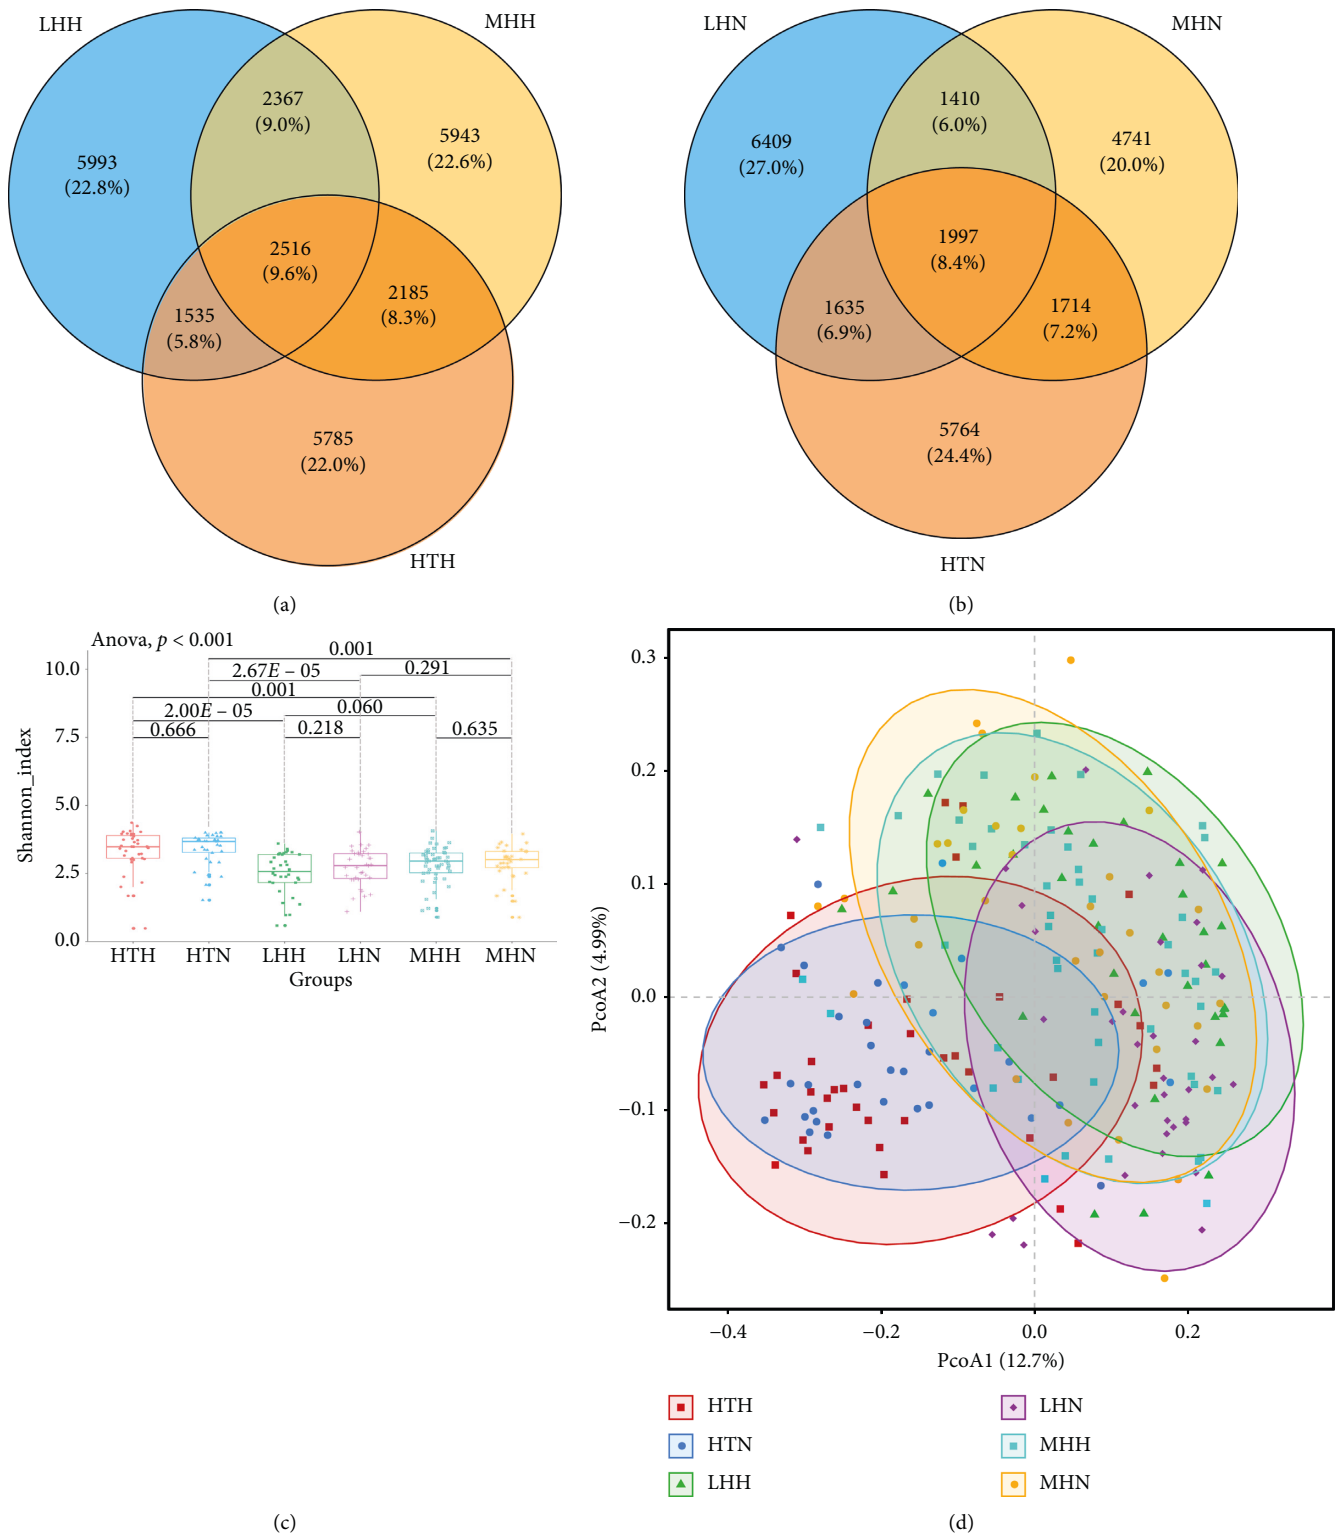 LHH
MHH
2367
(9.0%)
5993
(22.8%)
5943
(22.6%)
2516
(9.6%)
1535
(5.8%)
2185
(8.3%)
5785
(22.0%)
HTH
(a)
LHN
MHN
1410
(6.0%)
6409
(27.0%)
4741
(20.0%)
1997
(8.4%)
1635
(6.9%)
1714
(7.2%)
5764
(24.4%)
HTN
(b)
Anova, p < 0.001
0.001
2.67E – 05
0.291
0.001
2.00E – 05
0.060
0.666
0.218
0.635
10.0
7.5
5.0
2.5
0.0
Shannon_index
HTH HTN LHH LHN MHH MHN
Groups
(c)
0.3
0.2
0.1
0.0
−0.1
−0.2
PcoA2 (4.99%)
−0.4 −0.2 0.0 0.2
PcoA1 (12.7%)
HTH
HTN
LHH
LHN
MHH
MHN
(d)